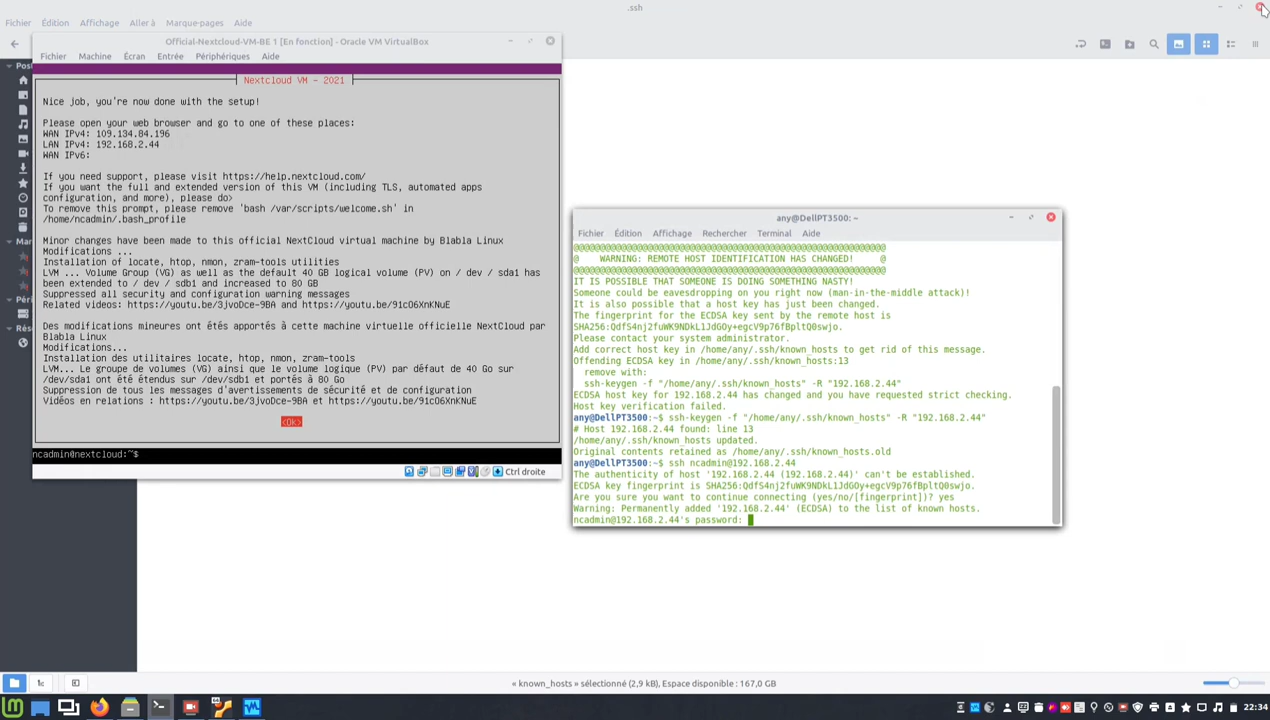 .ssh
Fichier Édition Affichage Aller à Marque-pages Aide
Official-Nextcloud-VM-BE 1 [En fonction] - Oracle VM VirtualBox
Fichier Machine Écran Entrée Périphériques Aide
Nextcloud VM - 2021
Nice job, you're now done with the setup!
Please open your web browser and go to one of these places:
WAN IPv4: 109.134.84.196
LAN IPv4: 192.168.2.44
WAN IPv6:
If you need support, please visit https://help.nextcloud.com/
If you want the full and extended version of this VM (including TLS, automated apps
configuration, and more), please do>
To remove this prompt, please remove 'bash /var/scripts/welcome.sh' in
/home/ncadmin/.bash_profile
Minor changes have been made to this official NextCloud virtual machine by Blabla Linux
Modifications ...
Installation of locate, htop, nmon, zram-tools utilities
LVM ... Volume Group (VG) as well as the default 40 GB logical volume (PV) on / dev / sda1 has
been extended to / dev / sdb1 and increased to 80 GB
Suppressed all security and configuration warning messages
Related videos: https://youtu.be/3jvoDce-9BA and https://youtu.be/91cO6XnKNuE
Des modifications mineures ont étés apportés à cette machine virtuelle officielle NextCloud par
Blabla Linux
Modifications...
Installation des utilitaires locate, htop, nmon, zram-tools
LVM... Le groupe de volumes (VG) ainsi que le volume logique (PV) par défaut de 40 Go sur
/dev/sda1 ont été étendus sur /dev/sdb1 et portés à 80 Go
Suppression de tous les messages d'avertissements de sécurité et de configuration
Vidéos en relations : https://youtu.be/3jvoDce-9BA et https://youtu.be/91cO6XnKNuE
<Ok>
ncadmin@nextcloud:~$
Ctrl droite
any@DellPT3500: ~
Fichier Édition Affichage Rechercher Terminal Aide
@@@@@@@@@@@@@@@@@@@@@@@@@@@@@@@@@@@@@@@@@@@@@@@@@@@@@@@@@@@
@ WARNING: REMOTE HOST IDENTIFICATION HAS CHANGED! @
@@@@@@@@@@@@@@@@@@@@@@@@@@@@@@@@@@@@@@@@@@@@@@@@@@@@@@@@@@@
IT IS POSSIBLE THAT SOMEONE IS DOING SOMETHING NASTY!
Someone could be eavesdropping on you right now (man-in-the-middle attack)!
It is also possible that a host key has just been changed.
The fingerprint for the ECDSA key sent by the remote host is
SHA256:QdfS4nj2fuWK9NDkL1JdGOy+egcV9p76fBpltQ0swjo.
Please contact your system administrator.
Add correct host key in /home/any/.ssh/known_hosts to get rid of this message.
Offending ECDSA key in /home/any/.ssh/known_hosts:13
remove with:
ssh-keygen -f "/home/any/.ssh/known_hosts" -R "192.168.2.44"
ECDSA host key for 192.168.2.44 has changed and you have requested strict checking.
Host key verification failed.
any@DellPT3500:~$ ssh-keygen -f "/home/any/.ssh/known_hosts" -R "192.168.2.44"
# Host 192.168.2.44 found: line 13
/home/any/.ssh/known_hosts updated.
Original contents retained as /home/any/.ssh/known_hosts.old
any@DellPT3500:~$ ssh ncadmin@192.168.2.44
The authenticity of host '192.168.2.44 (192.168.2.44)' can't be established.
ECDSA key fingerprint is SHA256:QdfS4nj2fuWK9NDkL1JdGOy+egcV9p76fBpltQ0swjo.
Are you sure you want to continue connecting (yes/no/[fingerprint])? yes
Warning: Permanently added '192.168.2.44' (ECDSA) to the list of known hosts.
ncadmin@192.168.2.44's password:
« known_hosts » sélectionné (2,9 kB), Espace disponible : 167,0 GB
22:34